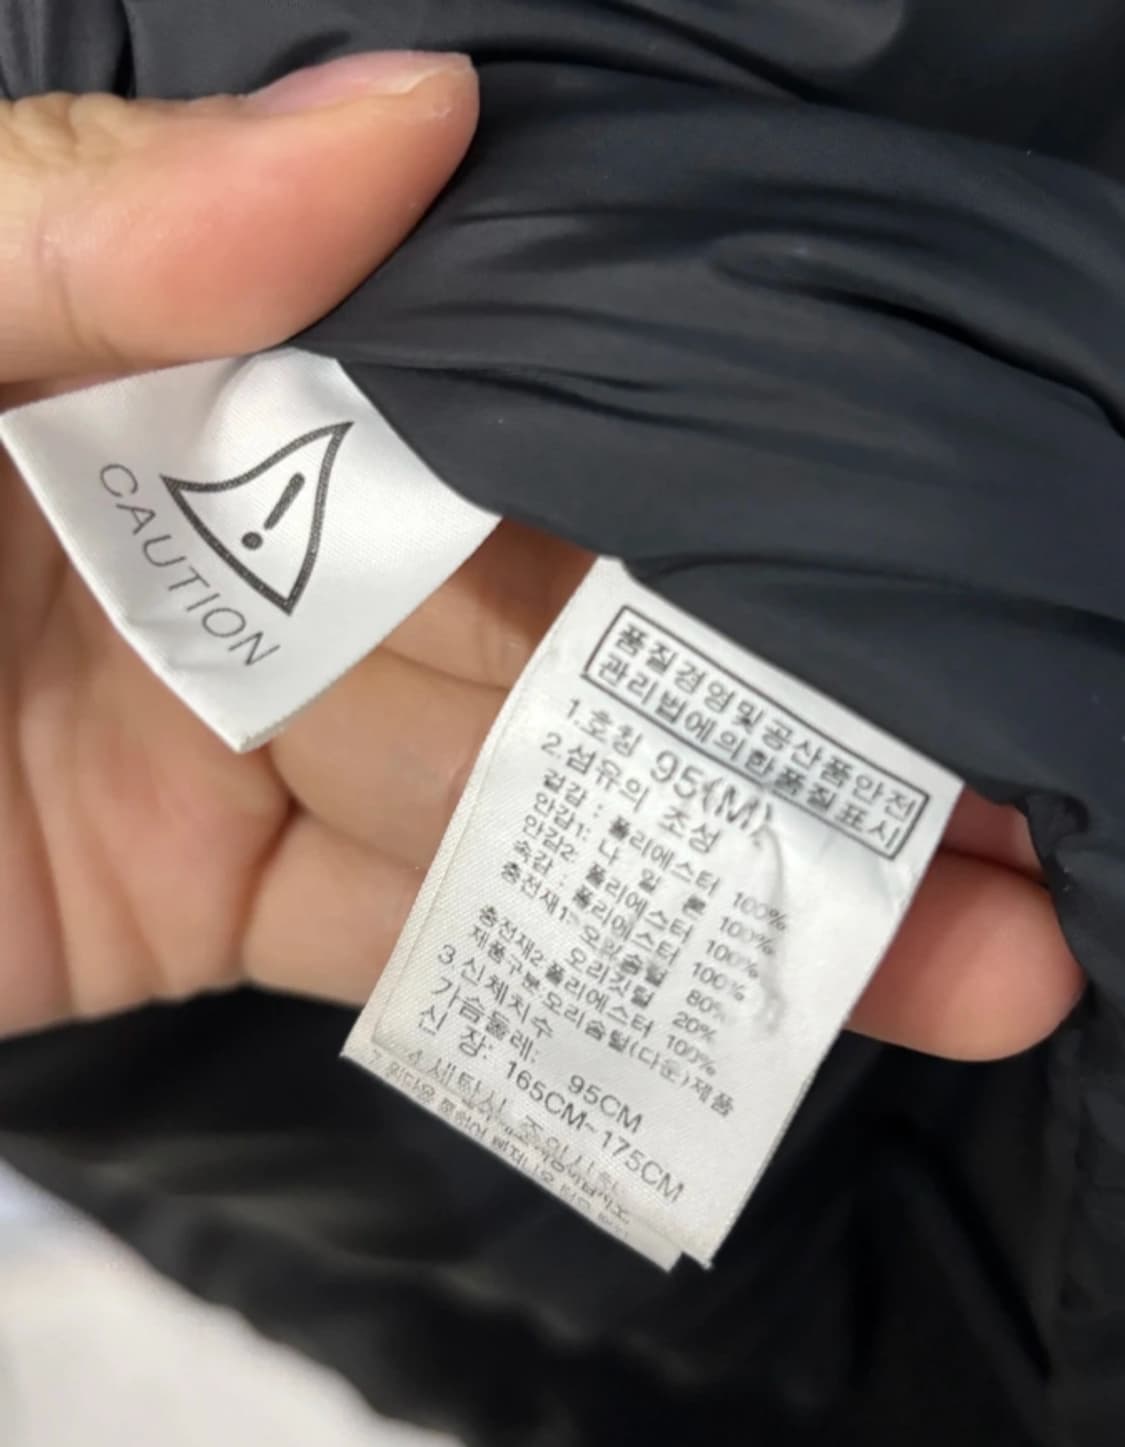 CAUTION
품질경영및공산품안전
관리법에의한품질표시
1.호칭 95(M)
2.섬유의 조성
겉감 : 폴리에스터 100%
안감1: 나 일 론 100%
안감2 폴리에스터 100%
속감 : 폴리에스터 100%
충전재1: 오리솜털 80%
오리깃털 20%
충전재2 폴리에스터 100%
제품구분:오리솜털(다운)제품
3.신체치수
가슴둘레: 95CM
신 장: 165CM~175CM
4.세탁시